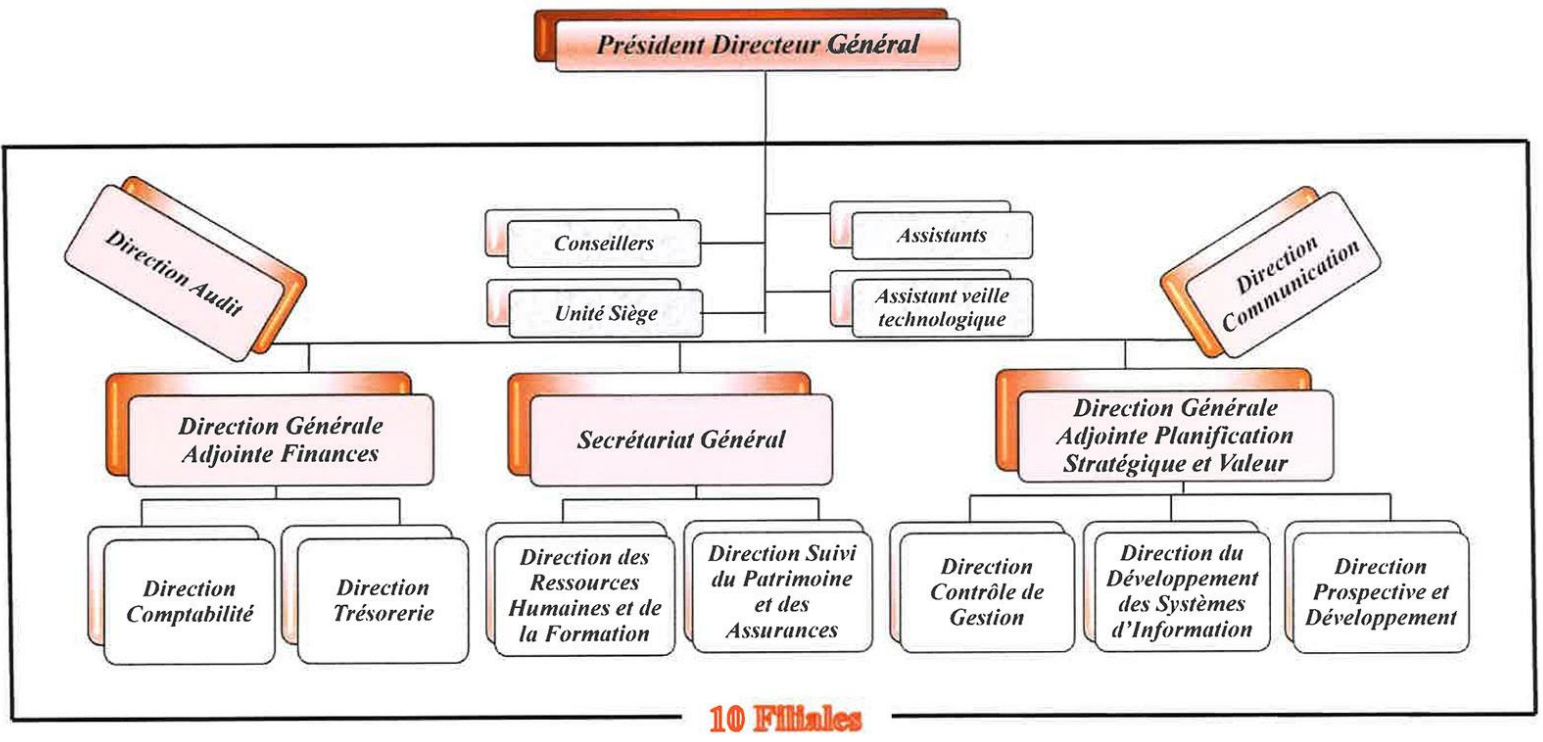 Président Directeur Général
Conseillers
Assistants
Unité Siège
Assistant veille
technologique
Direction Audit
Direction
Communication
Direction Générale
Adjointe Finances
Secrétariat Général
Direction Générale
Adjointe Planification
Stratégique et Valeur
Direction
Comptabilité
Direction
Trésorerie
Direction des
Ressources
Humaines et de
la Formation
Direction Suivi
du Patrimoine
et des
Assurances
Direction
Contrôle de
Gestion
Direction du
Développement
des Systèmes
d’Information
Direction
Prospective et
Développement
10 Filiales